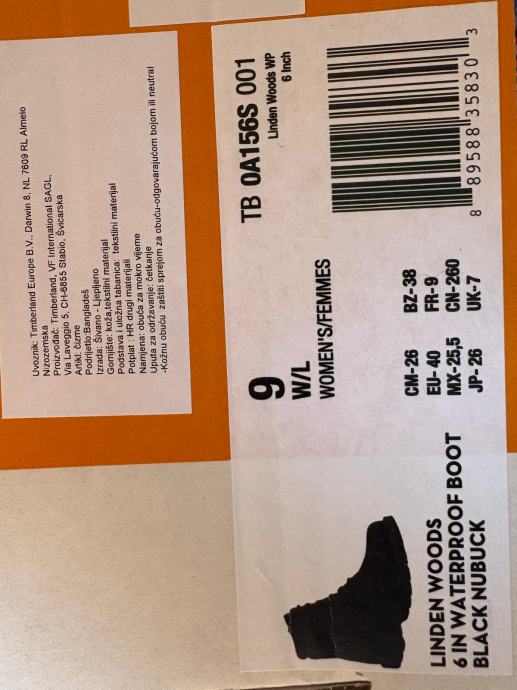 Uvoznik: Timberland Europe B.V., Darwin 8, NL 7609 RL Almelo
Nizozemska
Proizvođač: Timberland, VF International SAGL,
Via Laveggio 5, CH-6855 Stabio, Švicarska
Artikl: čizme
Podrijetlo:Bangladeš
Izrada: Šivano - Lijepljeno
Gornjište: koža,tekstilni materijal
Podstava i uložna tabanica: tekstilni materijal
Potplat : HR drugi materijali
Namjena: obuća za mokro vrijeme
Uputa za održavanje: četkanje
-Kožnu obuću zaštiti sprejom za obuću-odgovarajućom bojom ili neutral
TB 0A156S 001
Linden Woods WP
6 Inch
8 89588 35830 3
9
W/L
WOMEN'S/FEMMES
CM-26 BZ-38
EU-40 FR-9
MX-25,5 CN-260
JP-26 UK-7
LINDEN WOODS
6 IN WATERPROOF BOOT
BLACK NUBUCK